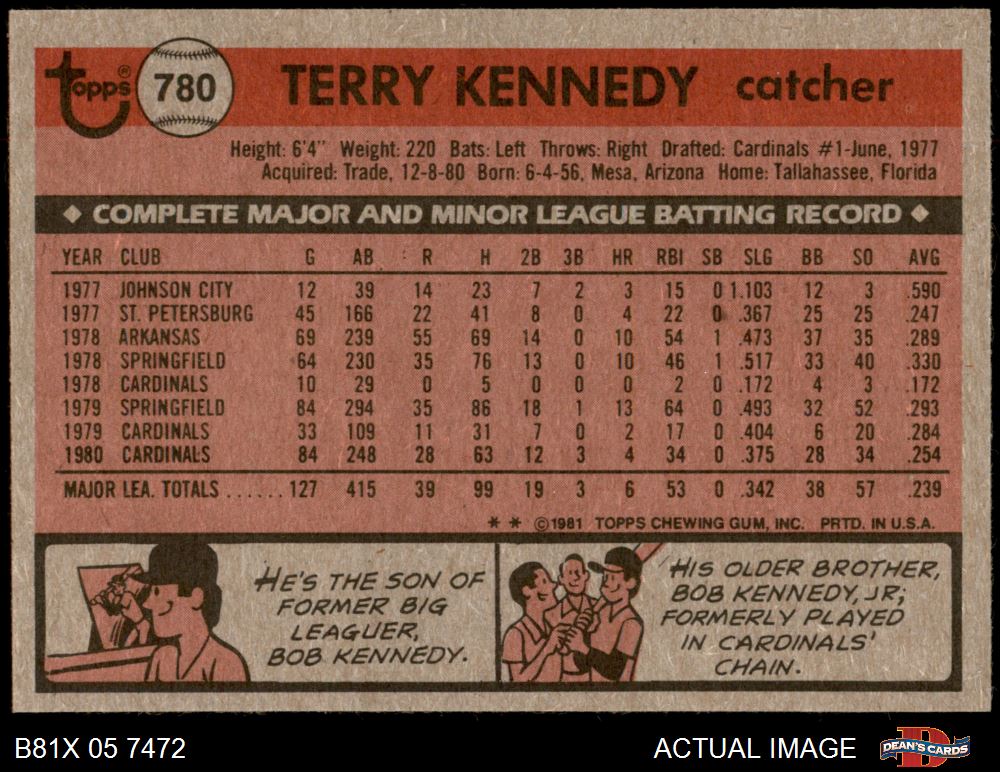 topps® 780 TERRY KENNEDY catcher
Height: 6'4" Weight: 220 Bats: Left Throws: Right Drafted: Cardinals #1-June, 1977
Acquired: Trade, 12-8-80 Born: 6-4-56, Mesa, Arizona Home: Tallahassee, Florida
◆ COMPLETE MAJOR AND MINOR LEAGUE BATTING RECORD ◆
YEAR CLUB G AB R H 2B 3B HR RBI SB SLG BB SO AVG
1977 JOHNSON CITY 12 39 14 23 7 2 3 15 0 1.103 12 3 .590
1977 ST. PETERSBURG 45 166 22 41 8 0 4 22 0 .367 25 25 .247
1978 ARKANSAS 69 239 55 69 14 0 10 54 1 .473 37 35 .289
1978 SPRINGFIELD 64 230 35 76 13 0 10 46 1 .517 33 40 .330
1978 CARDINALS 10 29 0 5 0 0 0 2 0 .172 4 3 .172
1979 SPRINGFIELD 84 294 35 86 18 1 13 64 0 .493 32 52 .293
1979 CARDINALS 33 109 11 31 7 0 2 17 0 .404 6 20 .284
1980 CARDINALS 84 248 28 63 12 3 4 34 0 .375 28 34 .254
MAJOR LEA. TOTALS ...... 127 415 39 99 19 3 6 53 0 .342 38 57 .239
* * ©1981 TOPPS CHEWING GUM, INC. PRTD. IN U.S.A.
HE'S THE SON OF
FORMER BIG
LEAGUER,
BOB KENNEDY.
HIS OLDER BROTHER,
BOB KENNEDY, JR;
FORMERLY PLAYED
IN CARDINALS'
CHAIN.
B81X 05 7472 ACTUAL IMAGE DEAN'S CARDS